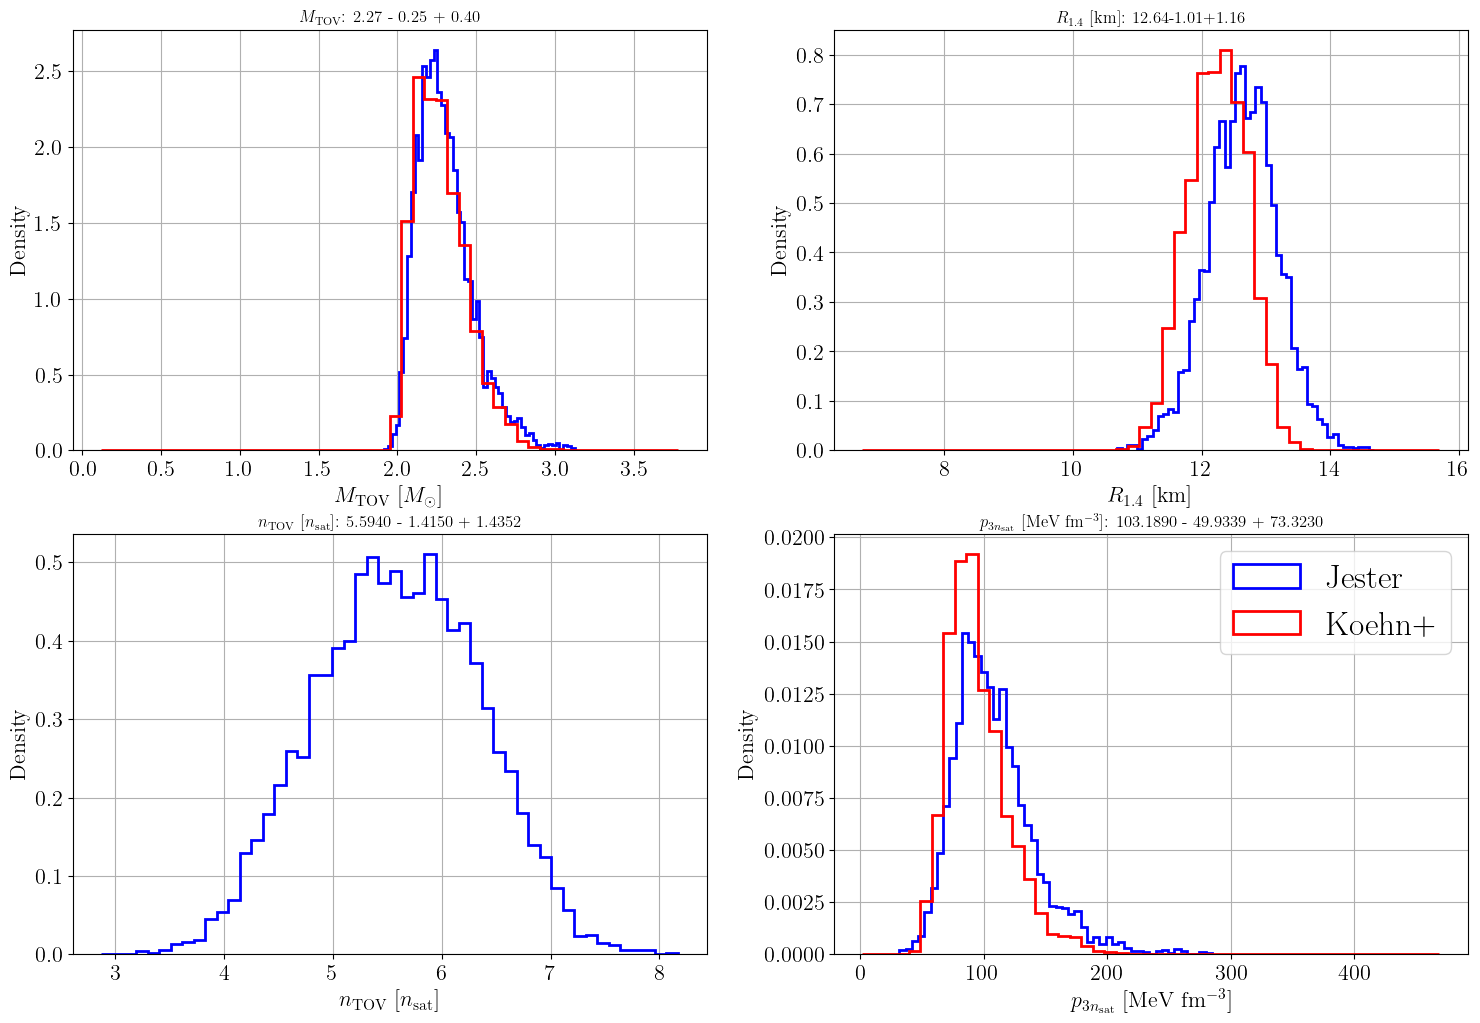 M_TOV: 2.27 - 0.25 + 0.40
Density
2.5
2.0
1.5
1.0
0.5
0.0
0.0 0.5 1.0 1.5 2.0 2.5 3.0 3.5
M_TOV [M_⊙]
R_1.4 [km]: 12.64-1.01+1.16
Density
0.8
0.7
0.6
0.5
0.4
0.3
0.2
0.1
0.0
8 10 12 14 16
R_1.4 [km]
n_TOV [n_sat]: 5.5940 - 1.4150 + 1.4352
Density
0.5
0.4
0.3
0.2
0.1
0.0
3 4 5 6 7 8
n_TOV [n_sat]
p_3n_sat [MeV fm⁻³]: 103.1890 - 49.9339 + 73.3230
Density
0.0200
0.0175
0.0150
0.0125
0.0100
0.0075
0.0050
0.0025
0.0000
0 100 200 300 400
p_3n_sat [MeV fm⁻³]
Jester
Koehn+